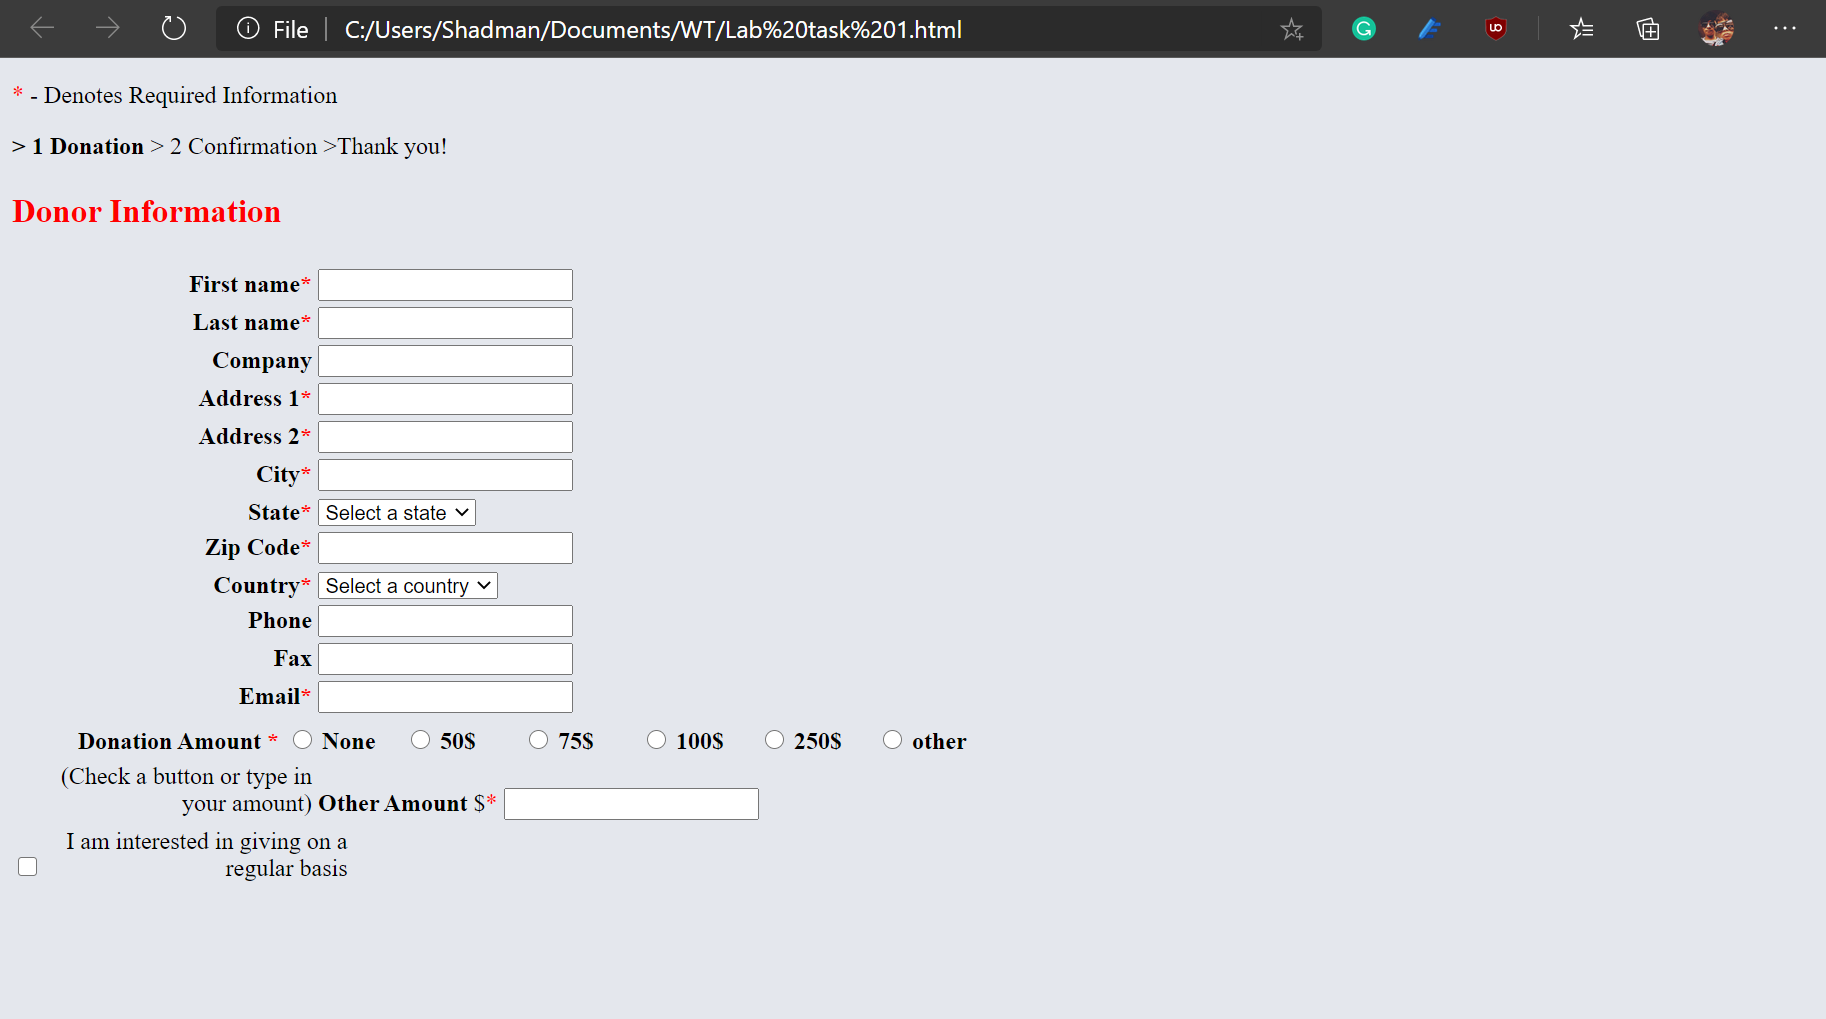 File | C:/Users/Shadman/Documents/WT/Lab%20task%201.html
* - Denotes Required Information
> 1 Donation > 2 Confirmation >Thank you!
Donor Information
First name*
Last name*
Company
Address 1*
Address 2*
City*
State* Select a state
Zip Code*
Country* Select a country
Phone
Fax
Email*
Donation Amount * None 50$ 75$ 100$ 250$ other
(Check a button or type in
your amount) Other Amount $*
I am interested in giving on a
regular basis